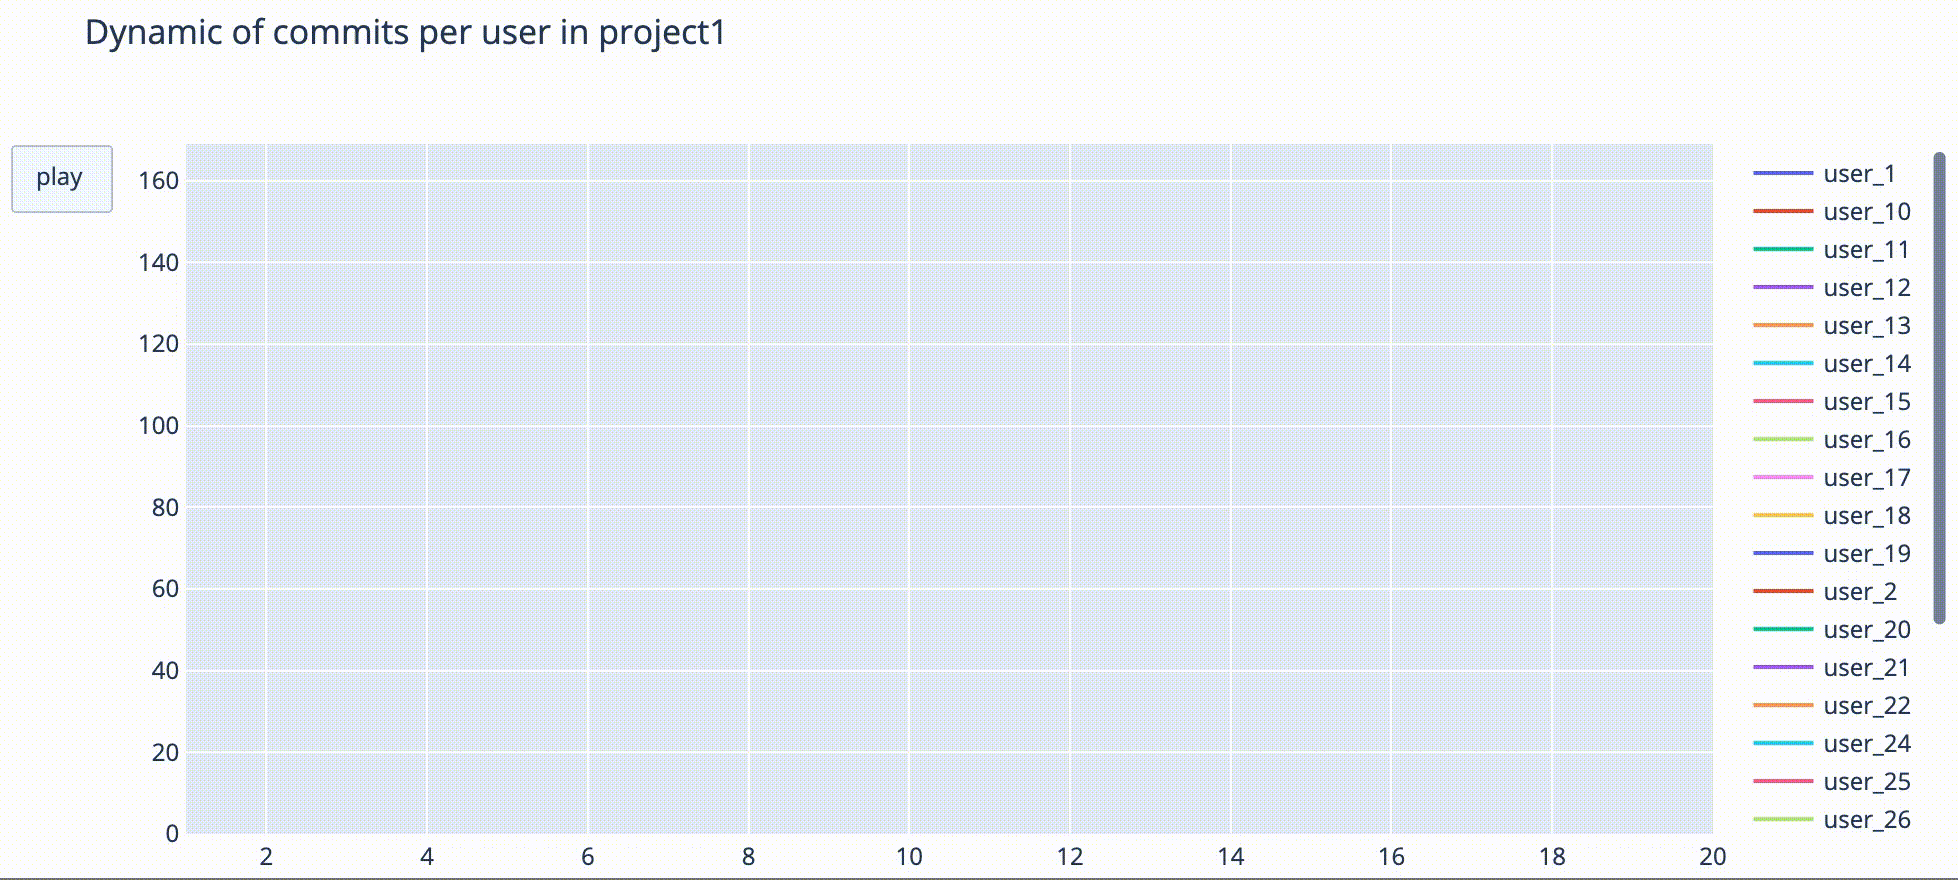 Dynamic of commits per user in project1
play
160
140
120
100
80
60
40
20
0
2 4 6 8 10 12 14 16 18 20
user_1
user_10
user_11
user_12
user_13
user_14
user_15
user_16
user_17
user_18
user_19
user_2
user_20
user_21
user_22
user_24
user_25
user_26